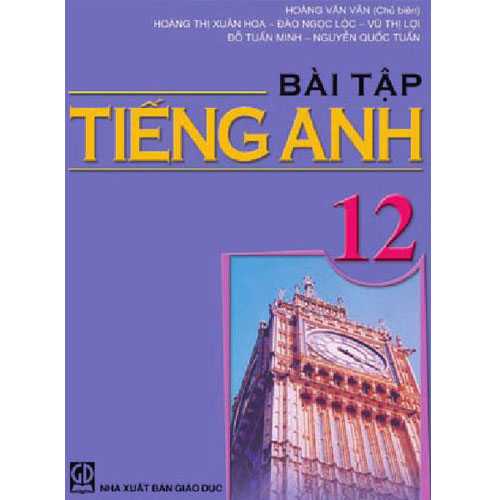 HOÀNG VĂN VÂN (Chủ biên)
HOÀNG THỊ XUÂN HOA – ĐÀO NGỌC LỘC – VŨ THỊ LỢI
ĐỖ TUẤN MINH – NGUYỄN QUỐC TUẤN
BÀI TẬP
TIẾNG ANH
12
GD
NHÀ XUẤT BẢN GIÁO DỤC